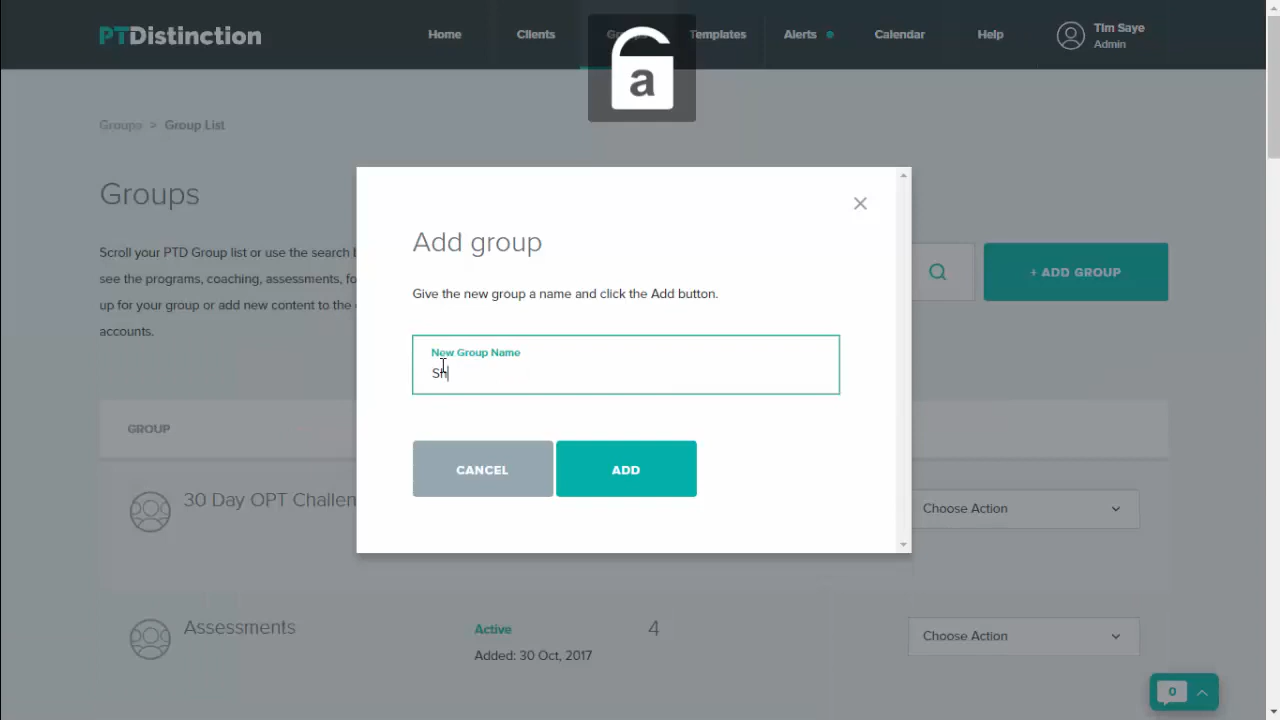 PTDistinction
Home
Clients
Templates
Alerts
Calendar
Help
Tim Saye
Admin
a
Groups > Group List
Groups
Scroll your PTD Group list or use the search
see the programs, coaching, assessments,
up for your group or add new content to the
accounts.
+ ADD GROUP
Add group
Give the new group a name and click the Add button.
New Group Name
Sh
CANCEL
ADD
GROUP
30 Day OPT
Choose Action
Assessments
Active
4
Added: 30 Oct, 2017
Choose Action
0